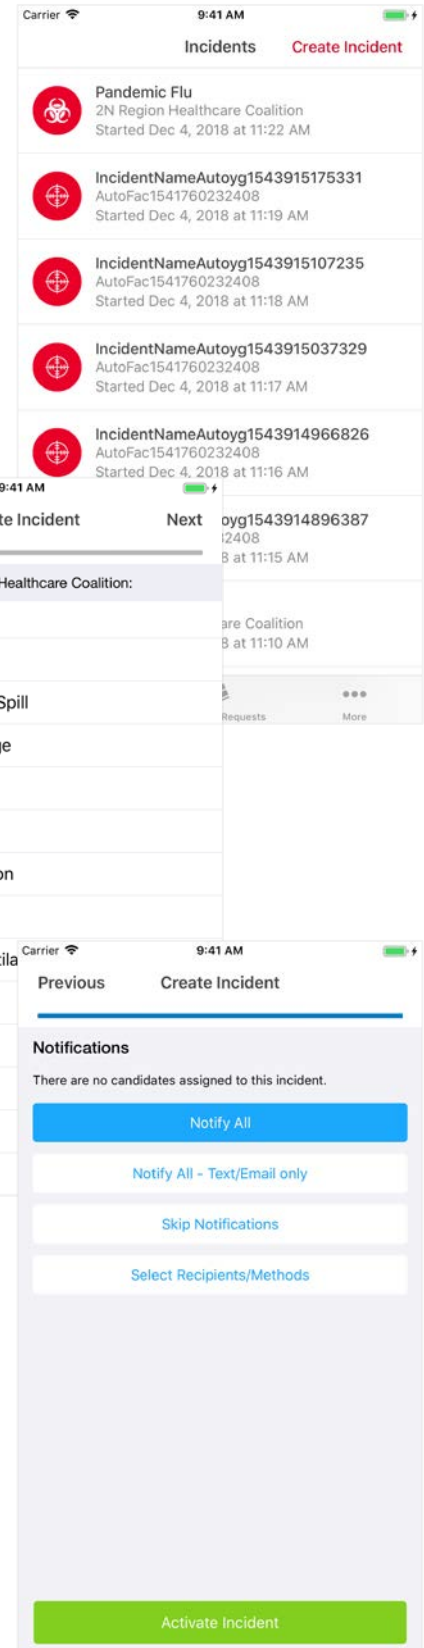 Carrier 9:41 AM
Incidents Create Incident
Pandemic Flu
2N Region Healthcare Coalition
Started Dec 4, 2018 at 11:22 AM
IncidentNameAutoyg1543915175331
AutoFac1541760232408
Started Dec 4, 2018 at 11:19 AM
IncidentNameAutoyg1543915107235
AutoFac1541760232408
Started Dec 4, 2018 at 11:18 AM
IncidentNameAutoyg1543915037329
AutoFac1541760232408
Started Dec 4, 2018 at 11:17 AM
IncidentNameAutoyg1543914966826
AutoFac1541760232408
Started Dec 4, 2018 at 11:16 AM
oyg1543914896387
2408
8 at 11:15 AM
are Coalition
8 at 11:10 AM
Requests More
9:41 AM
te Incident Next
Healthcare Coalition:
Spill
ge
on
tila
Carrier 9:41 AM
Previous Create Incident
Notifications
There are no candidates assigned to this incident.
Notify All
Notify All - Text/Email only
Skip Notifications
Select Recipients/Methods
Activate Incident